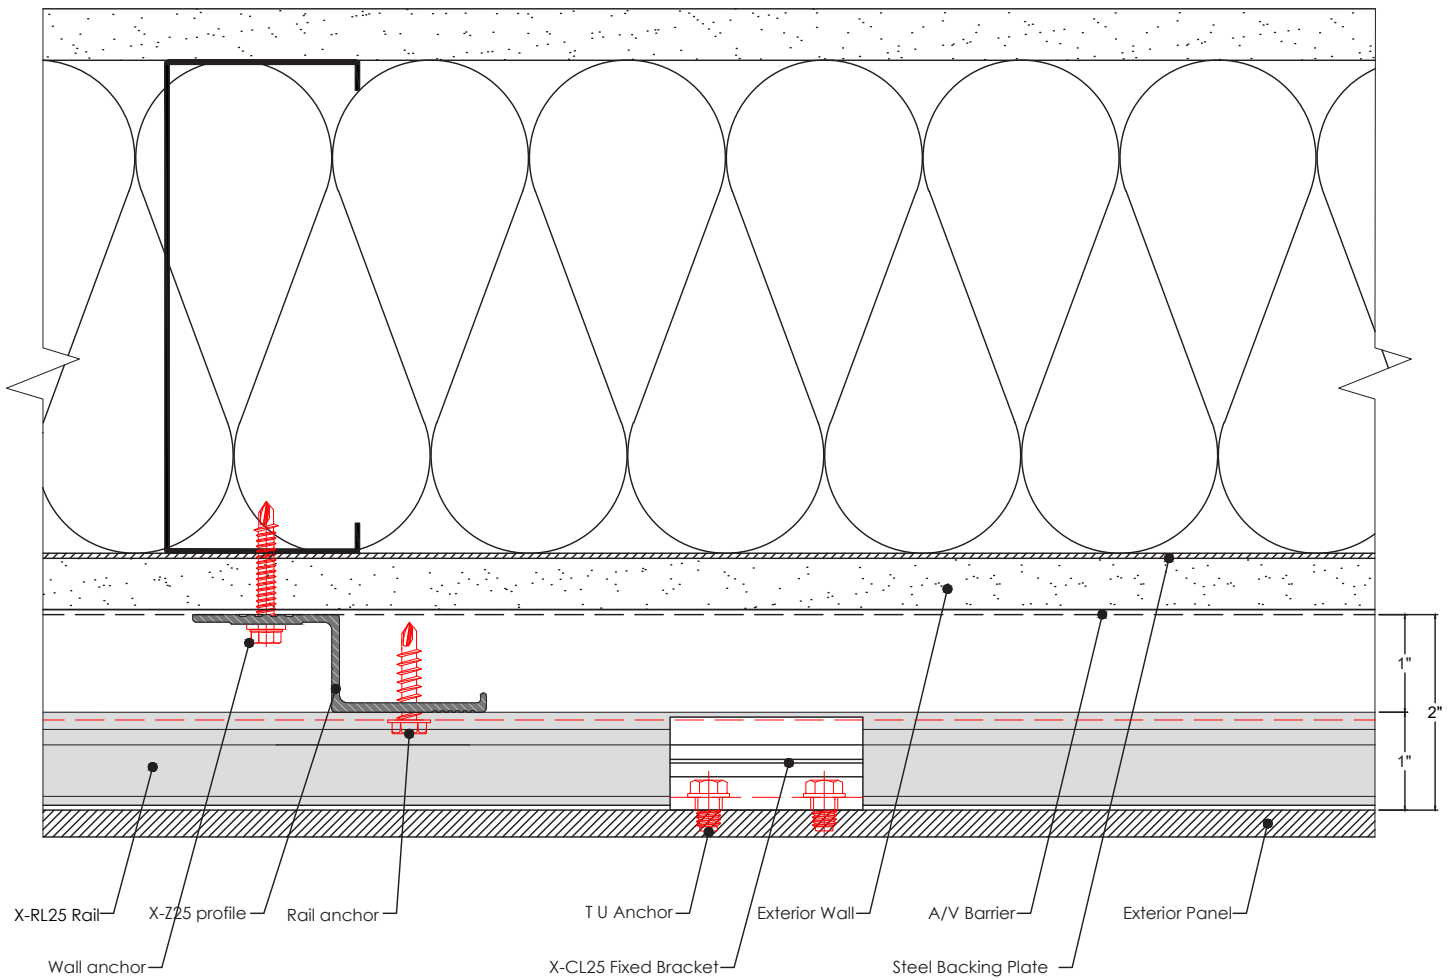 1"
2"
1"
X-RL25 Rail
X-Z25 profile
Rail anchor
T U Anchor
Exterior Wall
A/V Barrier
Exterior Panel
Wall anchor
X-CL25 Fixed Bracket
Steel Backing Plate